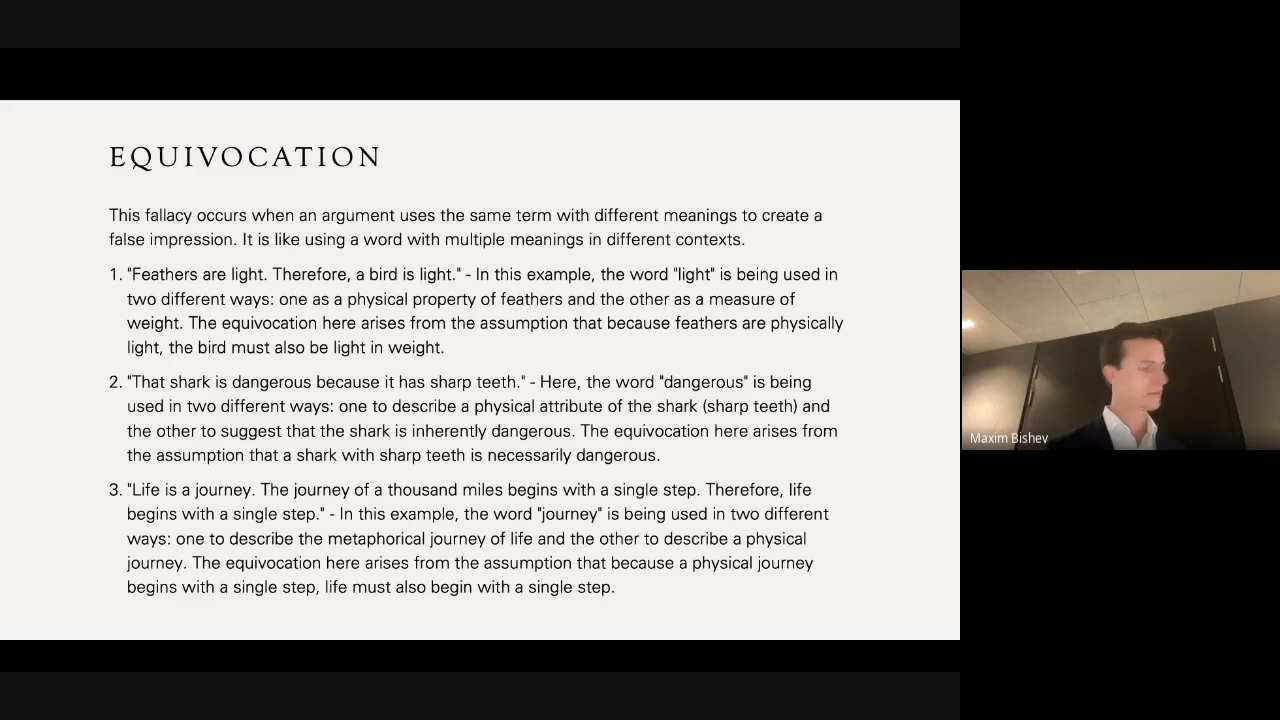 EQUIVOCATION
This fallacy occurs when an argument uses the same term with different meanings to create a
false impression. It is like using a word with multiple meanings in different contexts.
1. "Feathers are light. Therefore, a bird is light." - In this example, the word "light" is being used in
two different ways: one as a physical property of feathers and the other as a measure of
weight. The equivocation here arises from the assumption that because feathers are physically
light, the bird must also be light in weight.
2. "That shark is dangerous because it has sharp teeth." - Here, the word "dangerous" is being
used in two different ways: one to describe a physical attribute of the shark (sharp teeth) and
the other to suggest that the shark is inherently dangerous. The equivocation here arises from
the assumption that a shark with sharp teeth is necessarily dangerous.
3. "Life is a journey. The journey of a thousand miles begins with a single step. Therefore, life
begins with a single step." - In this example, the word "journey" is being used in two different
ways: one to describe the metaphorical journey of life and the other to describe a physical
journey. The equivocation here arises from the assumption that because a physical journey
begins with a single step, life must also begin with a single step.
Maxim Bishev